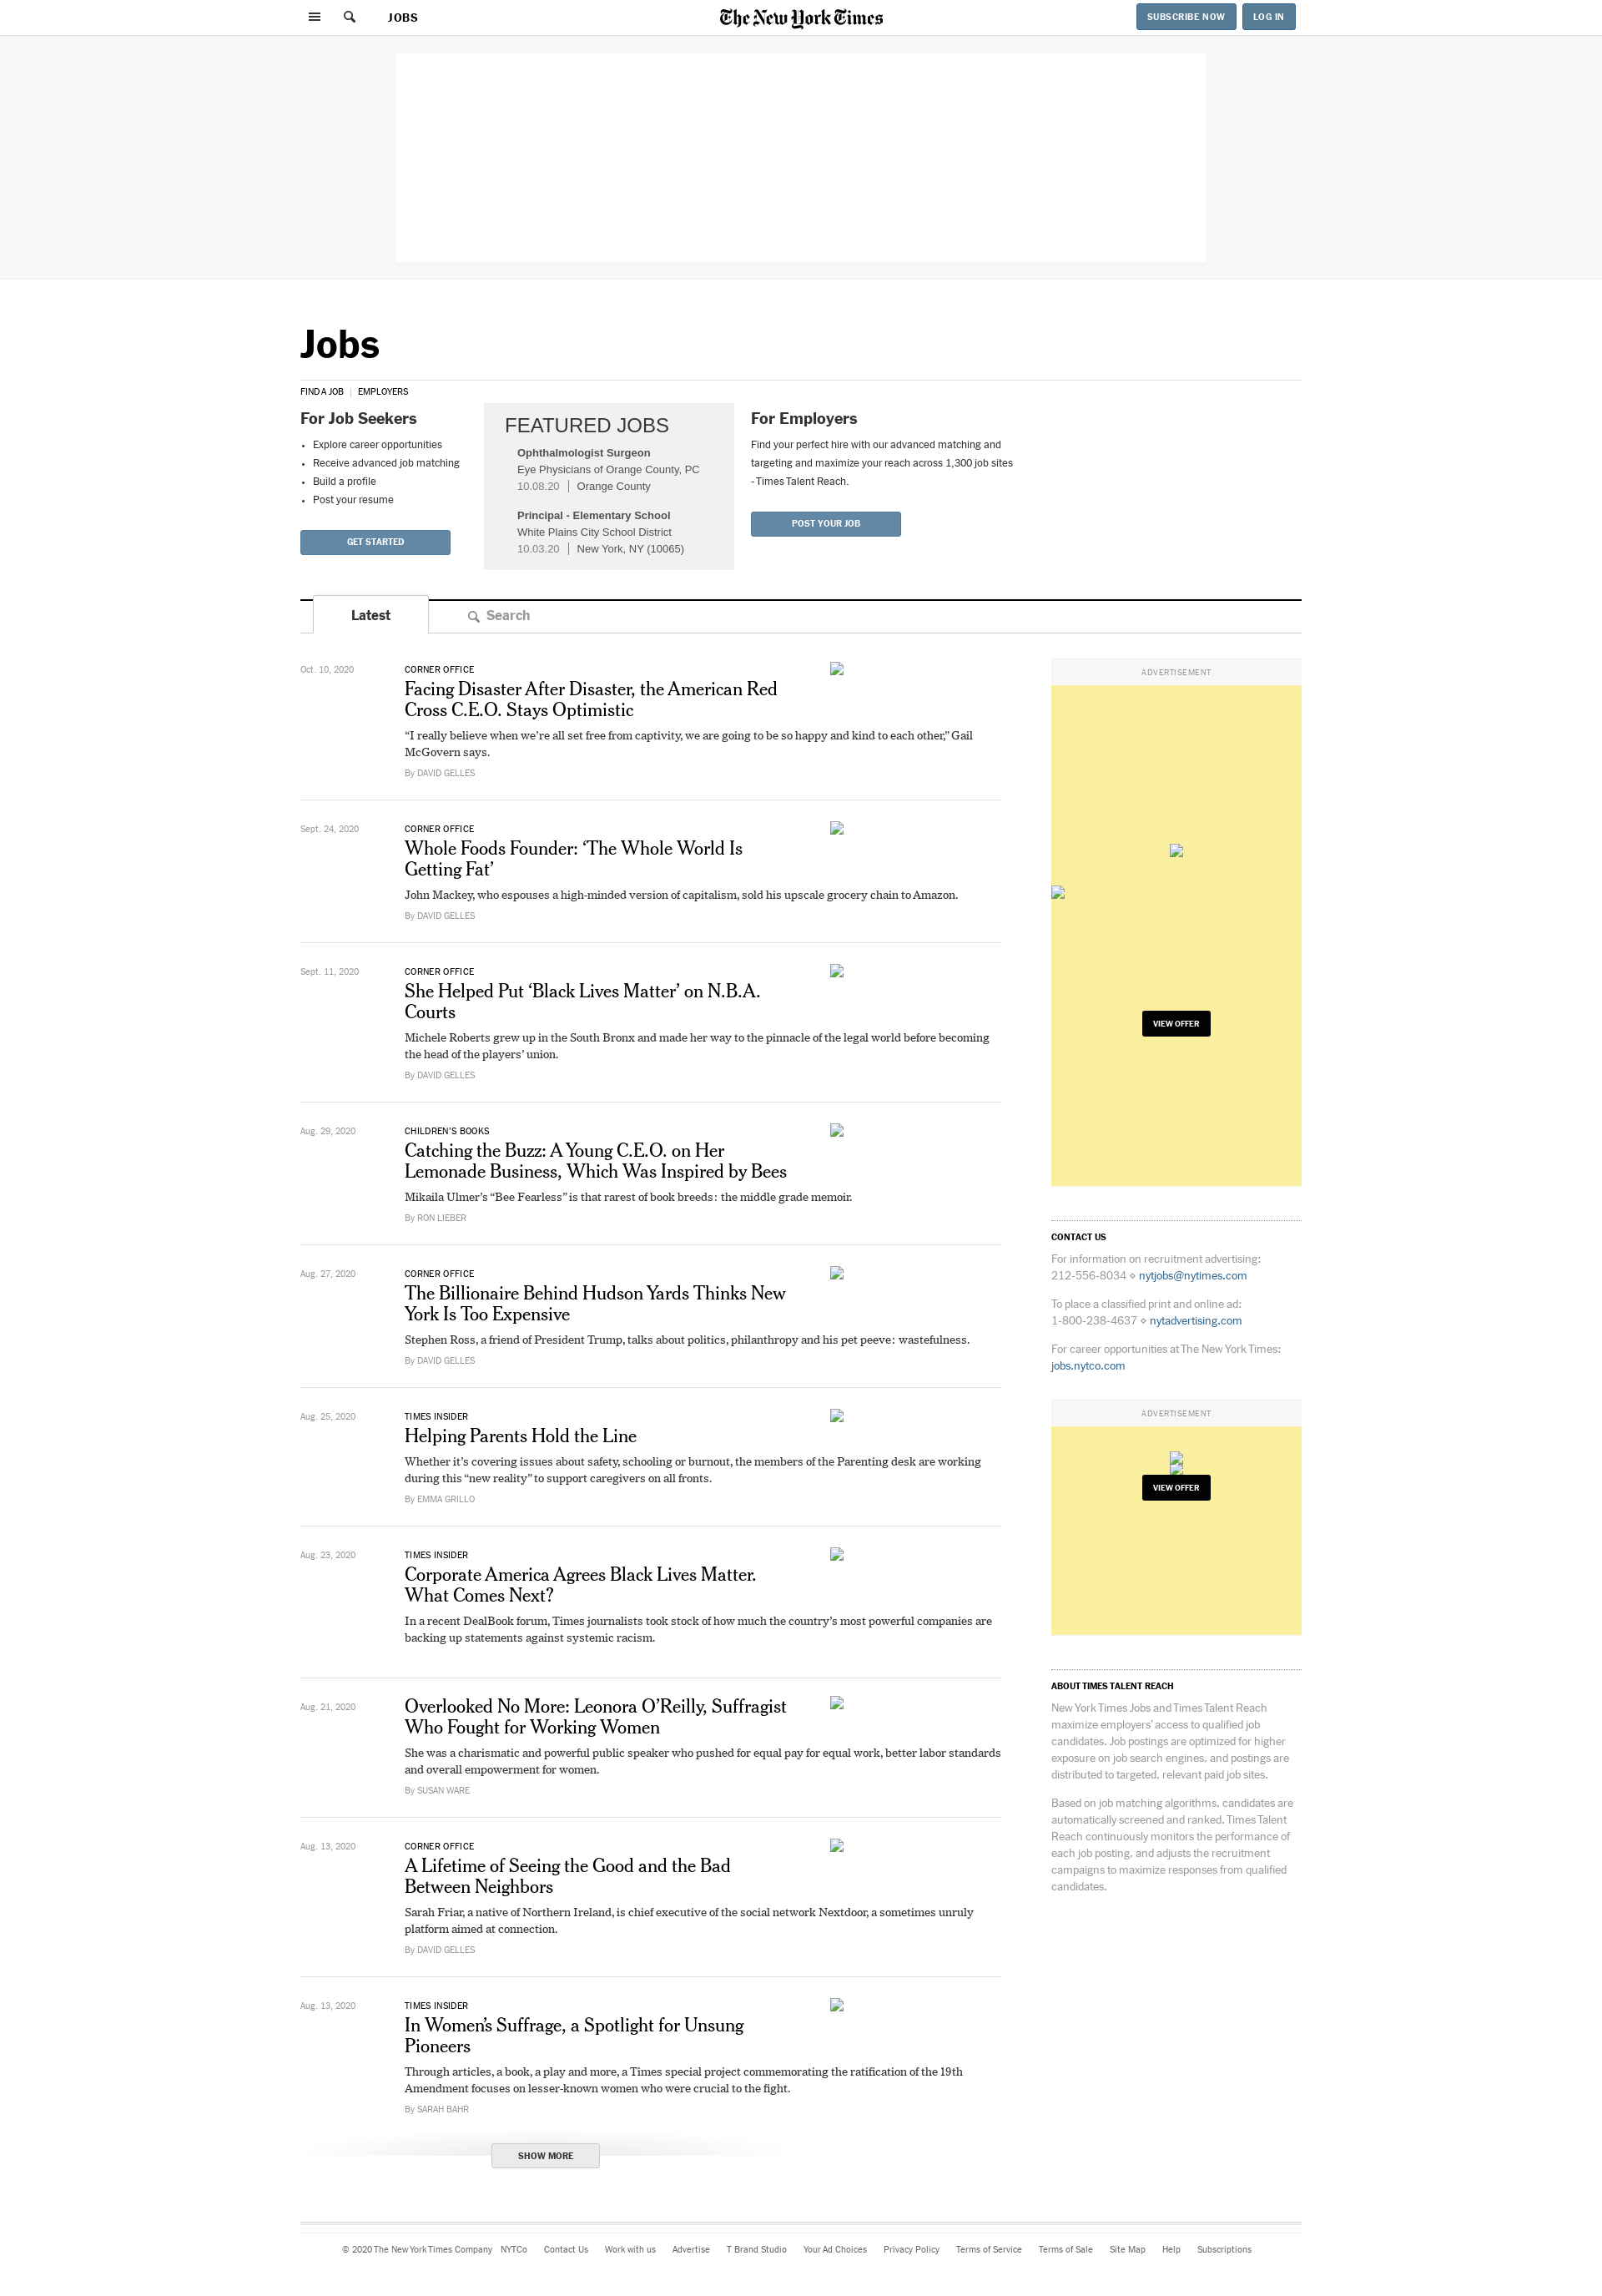 JOBS
The New York Times
SUBSCRIBE NOW
LOG IN
Jobs
FIND A JOB | EMPLOYERS
For Job Seekers
• Explore career opportunities
• Receive advanced job matching
• Build a profile
• Post your resume
GET STARTED
FEATURED JOBS
Ophthalmologist Surgeon
Eye Physicians of Orange County, PC
10.08.20 | Orange County
Principal - Elementary School
White Plains City School District
10.03.20 | New York, NY (10065)
For Employers
Find your perfect hire with our advanced matching and
targeting and maximize your reach across 1,300 job sites
- Times Talent Reach.
POST YOUR JOB
Latest
Search
Oct. 10, 2020
CORNER OFFICE
Facing Disaster After Disaster, the American Red
Cross C.E.O. Stays Optimistic
“I really believe when we’re all set free from captivity, we are going to be so happy and kind to each other,” Gail
McGovern says.
By DAVID GELLES
Sept. 24, 2020
CORNER OFFICE
Whole Foods Founder: ‘The Whole World Is
Getting Fat’
John Mackey, who espouses a high-minded version of capitalism, sold his upscale grocery chain to Amazon.
By DAVID GELLES
Sept. 11, 2020
CORNER OFFICE
She Helped Put ‘Black Lives Matter’ on N.B.A.
Courts
Michele Roberts grew up in the South Bronx and made her way to the pinnacle of the legal world before becoming
the head of the players’ union.
By DAVID GELLES
Aug. 29, 2020
CHILDREN’S BOOKS
Catching the Buzz: A Young C.E.O. on Her
Lemonade Business, Which Was Inspired by Bees
Mikaila Ulmer’s “Bee Fearless” is that rarest of book breeds: the middle grade memoir.
By RON LIEBER
Aug. 27, 2020
CORNER OFFICE
The Billionaire Behind Hudson Yards Thinks New
York Is Too Expensive
Stephen Ross, a friend of President Trump, talks about politics, philanthropy and his pet peeve: wastefulness.
By DAVID GELLES
Aug. 25, 2020
TIMES INSIDER
Helping Parents Hold the Line
Whether it’s covering issues about safety, schooling or burnout, the members of the Parenting desk are working
during this “new reality” to support caregivers on all fronts.
By EMMA GRILLO
Aug. 23, 2020
TIMES INSIDER
Corporate America Agrees Black Lives Matter.
What Comes Next?
In a recent DealBook forum, Times journalists took stock of how much the country’s most powerful companies are
backing up statements against systemic racism.
Aug. 21, 2020
Overlooked No More: Leonora O’Reilly, Suffragist
Who Fought for Working Women
She was a charismatic and powerful public speaker who pushed for equal pay for equal work, better labor standards
and overall empowerment for women.
By SUSAN WARE
Aug. 13, 2020
CORNER OFFICE
A Lifetime of Seeing the Good and the Bad
Between Neighbors
Sarah Friar, a native of Northern Ireland, is chief executive of the social network Nextdoor, a sometimes unruly
platform aimed at connection.
By DAVID GELLES
Aug. 13, 2020
TIMES INSIDER
In Women’s Suffrage, a Spotlight for Unsung
Pioneers
Through articles, a book, a play and more, a Times special project commemorating the ratification of the 19th
Amendment focuses on lesser-known women who were crucial to the fight.
By SARAH BAHR
SHOW MORE
ADVERTISEMENT
VIEW OFFER
CONTACT US
For information on recruitment advertising:
212-556-8034 ⋄ nytjobs@nytimes.com
To place a classified print and online ad:
1-800-238-4637 ⋄ nytadvertising.com
For career opportunities at The New York Times:
jobs.nytco.com
ADVERTISEMENT
VIEW OFFER
ABOUT TIMES TALENT REACH
New York Times Jobs and Times Talent Reach
maximize employers’ access to qualified job
candidates. Job postings are optimized for higher
exposure on job search engines, and postings are
distributed to targeted, relevant paid job sites.
Based on job matching algorithms, candidates are
automatically screened and ranked. Times Talent
Reach continuously monitors the performance of
each job posting, and adjusts the recruitment
campaigns to maximize responses from qualified
candidates.
© 2020 The New York Times Company NYTCo Contact Us Work with us Advertise T Brand Studio Your Ad Choices Privacy Policy Terms of Service Terms of Sale Site Map Help Subscriptions